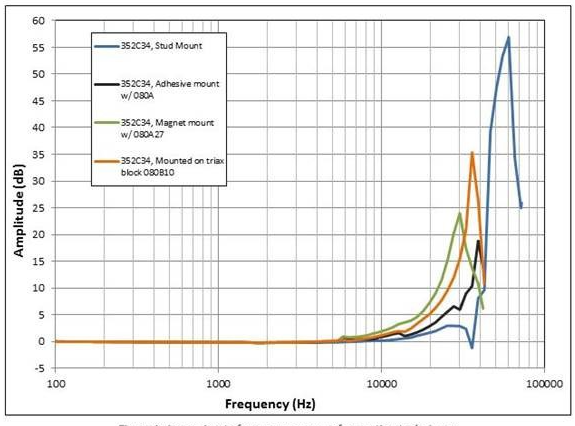 60
55
50
45
40
35
30
25
20
15
10
5
0
-5
Amplitude (dB)
352C34, Stud Mount
352C34, Adhesive mount
w/ 080A
352C34, Magnet mount
w/ 080A27
352C34, Mounted on triax
block 080B10
100
1000
10000
100000
Frequency (Hz)